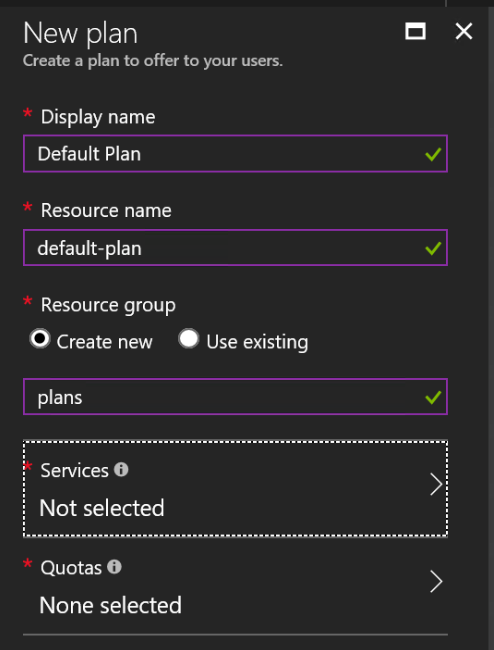 New plan
Create a plan to offer to your users.
* Display name
Default Plan
* Resource name
default-plan
* Resource group
Create new Use existing
plans
* Services
Not selected
* Quotas
None selected